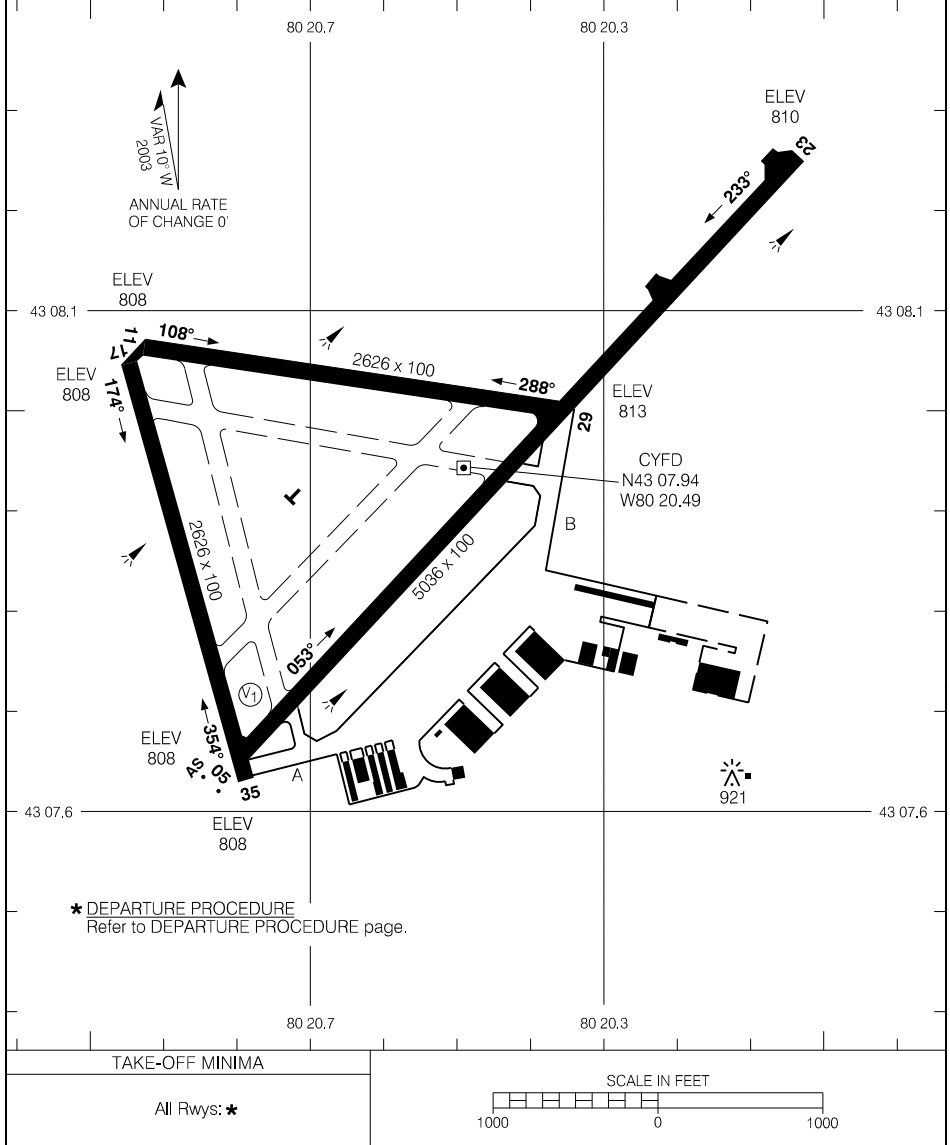 80 20.7
80 20.3
VAR 10° W
2003
ANNUAL RATE
OF CHANGE 0'
ELEV
810
23
233°
ELEV
808
43 08.1
43 08.1
11
17
108°
2626 x 100
288°
ELEV
808
174°
ELEV
813
29
CYFD
N43 07.94
W80 20.49
B
2626 x 100
5036 x 100
053°
V1
354°
ELEV
808
AS
05
35
A
921
43 07.6
43 07.6
ELEV
808
* DEPARTURE PROCEDURE
Refer to DEPARTURE PROCEDURE page.
80 20.7
80 20.3
TAKE-OFF MINIMA
All Rwys: *
SCALE IN FEET
1000
0
1000